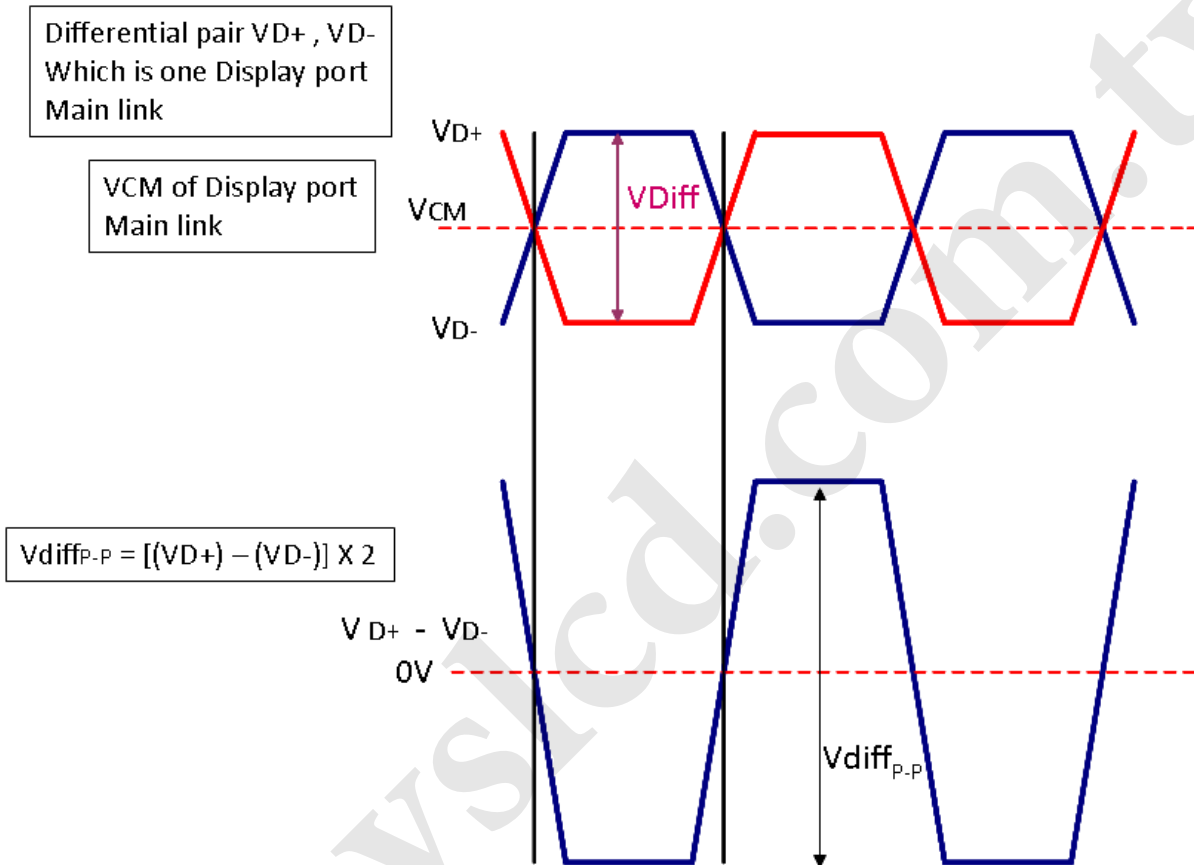 Differential pair VD+ , VD-
Which is one Display port
Main link
VCM of Display port
Main link
VD+
VDiff
VCM
VD-
VdiffP-P = [(VD+) – (VD-)] X 2
V D+ - VD-
0V
VdiffP-P
yslcd.com.tw